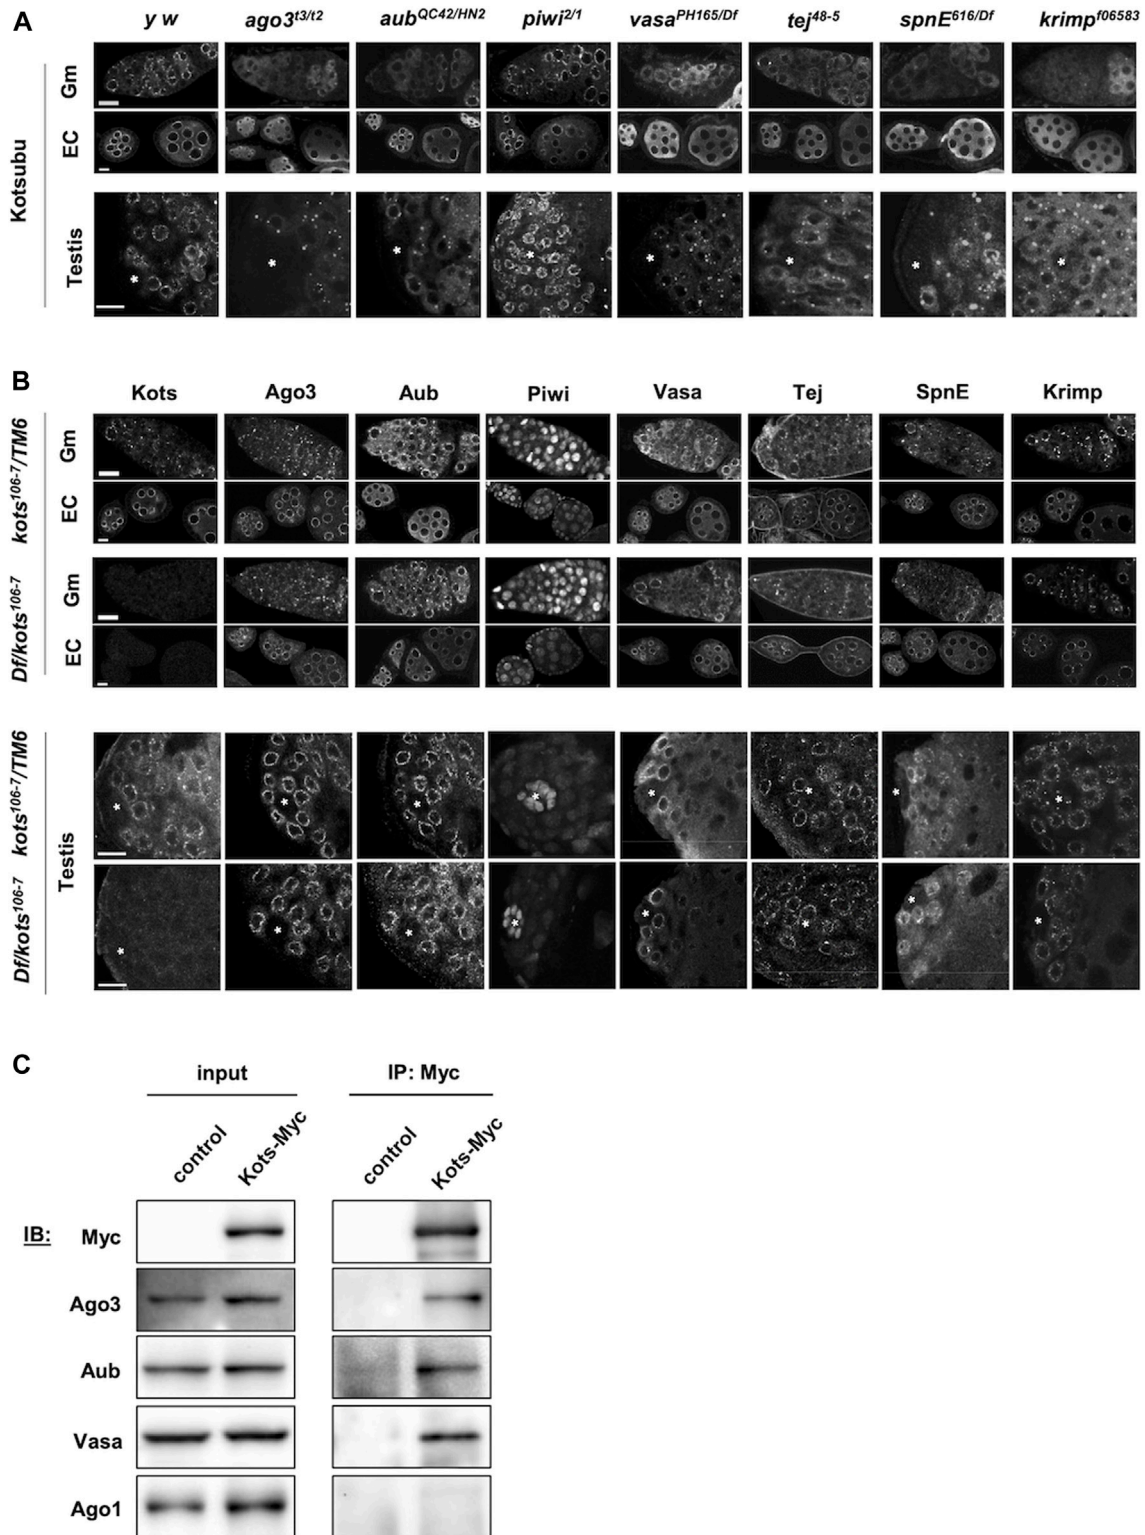 A
y w ago3t3/t2 aubQC42/HN2 piwi2/1 vasaPH165/Df tej48-5 spnE616/Df krimpf06583
Kotsubu
Gm
EC
Testis
* * * * * * * *
B
Kots Ago3 Aub Piwi Vasa Tej SpnE Krimp
kots106-7/TM6
Gm
EC
Df/kots106-7
Gm
EC
Testis
kots106-7/TM6
* * * * * * * *
Df/kots106-7
* * * * * * * *
C
input IP: Myc
control Kots-Myc control Kots-Myc
IB: Myc
Ago3
Aub
Vasa
Ago1